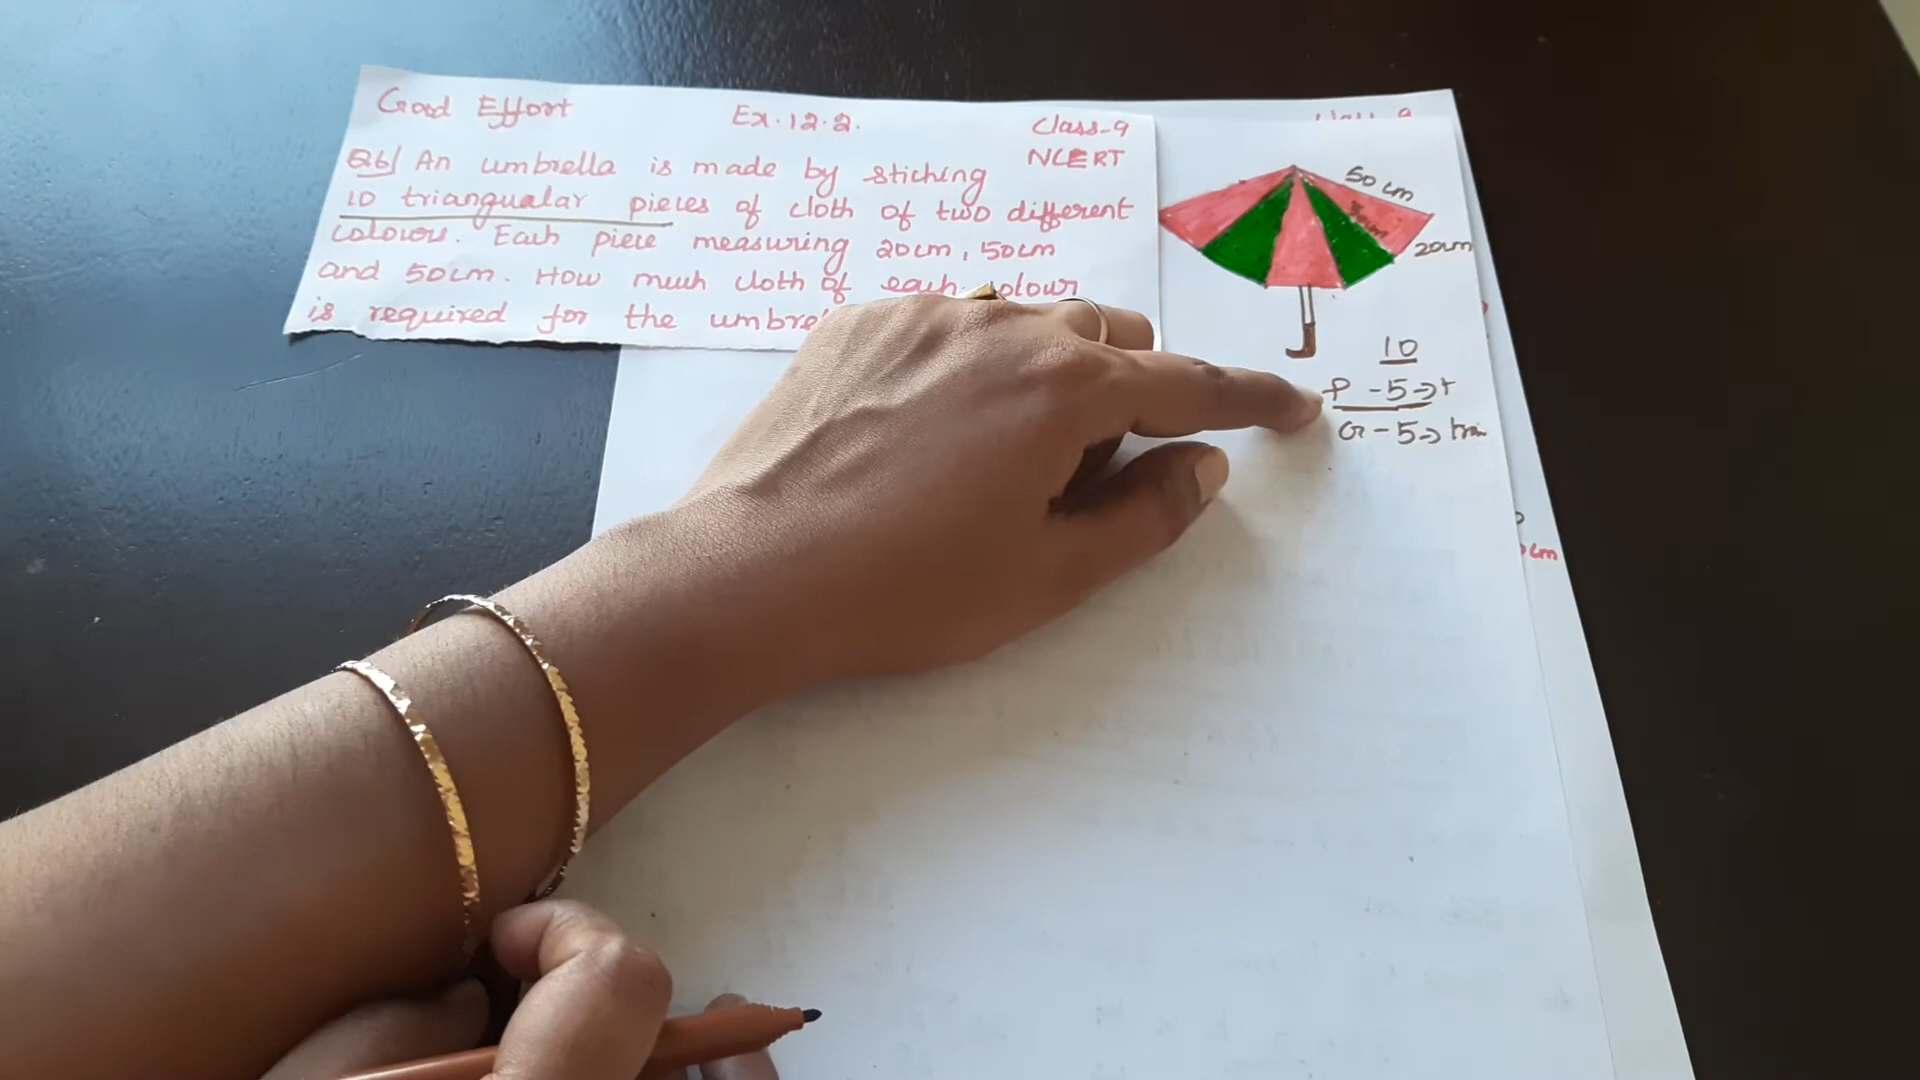 Good Effort Ex.12.2. Class-9
NCERT
Q6/ An umbrella is made by stiching
10 triangualar pieces of cloth of two different
colours. Each piece measuring 20cm, 50cm
and 50cm. How much cloth of each colour
is required for the
50cm
20cm
10
P -5→t
G-5→tri
cm